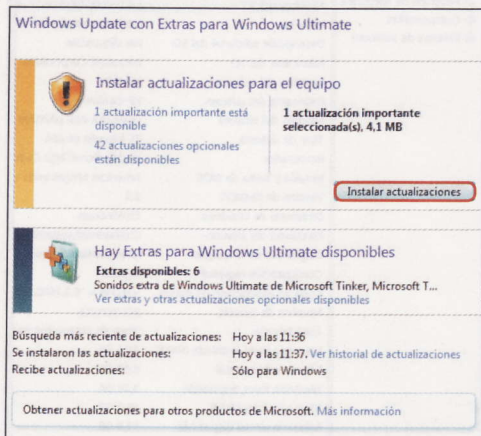 Windows Update con Extras para Windows Ultimate
Instalar actualizaciones para el equipo
1 actualización importante está
disponible
42 actualizaciones opcionales
están disponibles
1 actualización importante
seleccionada(s), 4,1 MB
Instalar actualizaciones
Hay Extras para Windows Ultimate disponibles
Extras disponibles: 6
Sonidos extra de Windows Ultimate de Microsoft Tinker, Microsoft T...
Ver extras y otras actualizaciones opcionales disponibles
Búsqueda más reciente de actualizaciones: Hoy a las 11:36
Se instalaron las actualizaciones: Hoy a las 11:37. Ver historial de actualizaciones
Recibe actualizaciones: Sólo para Windows
Obtener actualizaciones para otros productos de Microsoft. Más información